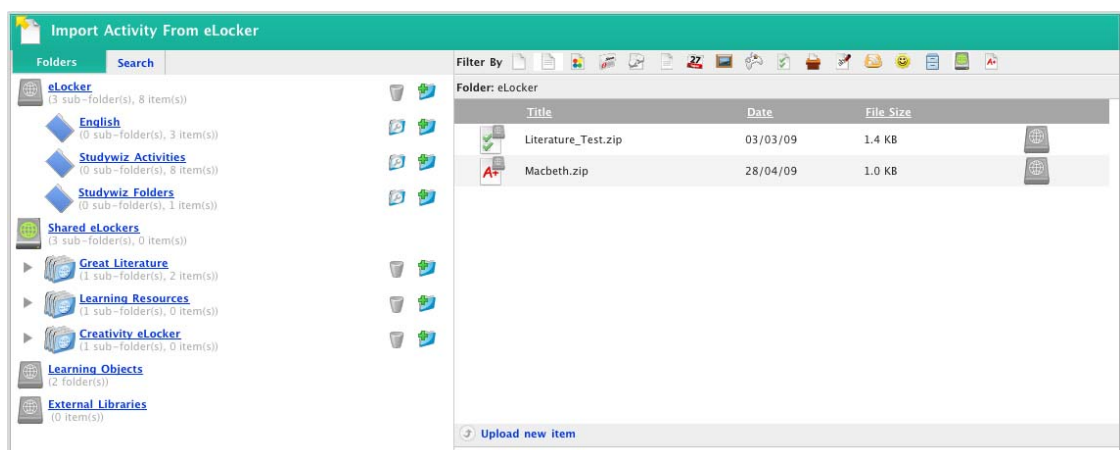 Import Activity From eLocker
Folders Search
eLocker
(3 sub-folder(s), 8 item(s))
English
(0 sub-folder(s), 3 item(s))
Studywiz Activities
(0 sub-folder(s), 8 item(s))
Studywiz Folders
(0 sub-folder(s), 1 item(s))
Shared eLockers
(3 sub-folder(s), 0 item(s))
Great Literature
(1 sub-folder(s), 2 item(s))
Learning Resources
(1 sub-folder(s), 0 item(s))
Creativity eLocker
(1 sub-folder(s), 0 item(s))
Learning Objects
(2 folder(s))
External Libraries
(0 item(s))
Filter By 27 A+
Folder: eLocker
Title Date File Size
Literature_Test.zip 03/03/09 1.4 KB
A+ Macbeth.zip 28/04/09 1.0 KB
Upload new item